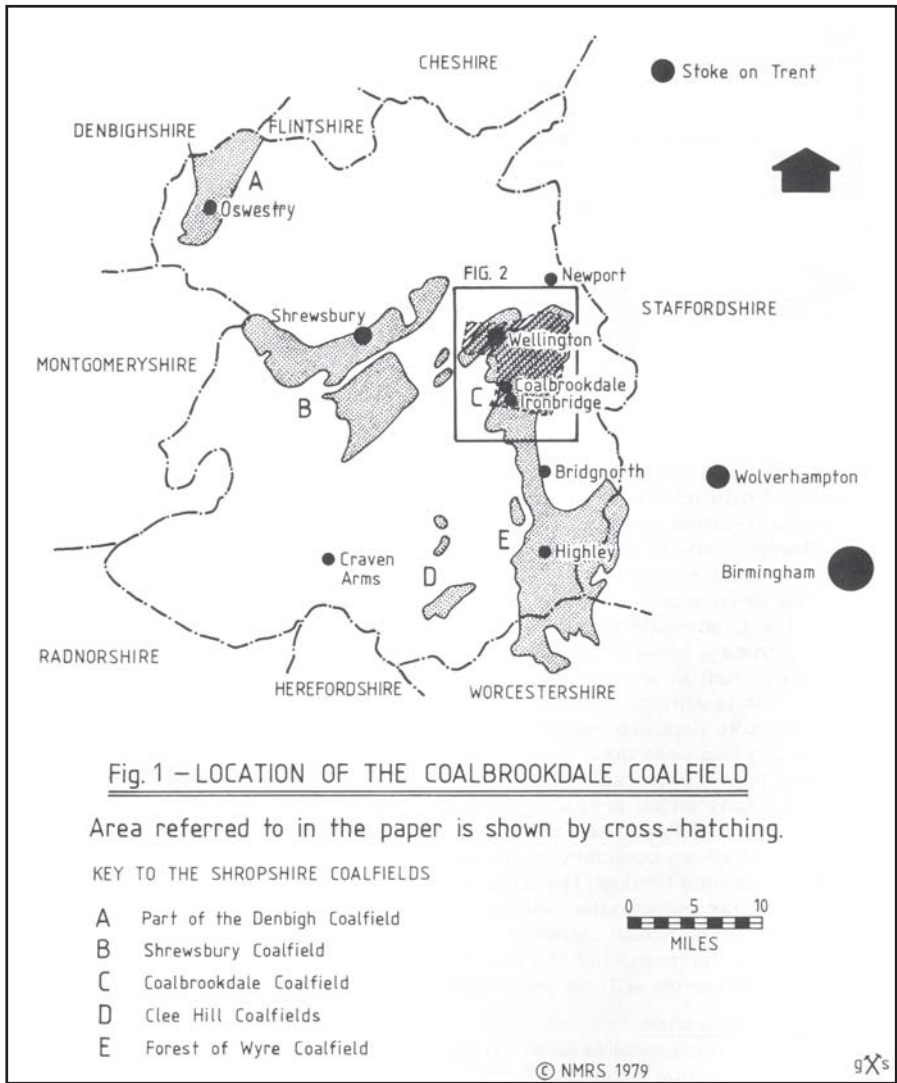 CHESHIRE
Stoke on Trent
DENBIGHSHIRE
FLINTSHIRE
A
Oswestry
FIG. 2
Newport
Shrewsbury
STAFFORDSHIRE
Wellington
MONTGOMERYSHIRE
Coalbrookdale
C
Ironbridge
B
Bridgnorth
Wolverhampton
E
Highley
Craven
Arms
D
Birmingham
RADNORSHIRE
HEREFORDSHIRE
WORCESTERSHIRE
Fig. 1 – LOCATION OF THE COALBROOKDALE COALFIELD
Area referred to in the paper is shown by cross-hatching.
KEY TO THE SHROPSHIRE COALFIELDS
A Part of the Denbigh Coalfield
B Shrewsbury Coalfield
C Coalbrookdale Coalfield
D Clee Hill Coalfields
E Forest of Wyre Coalfield
0 5 10
MILES
© NMRS 1979
g s